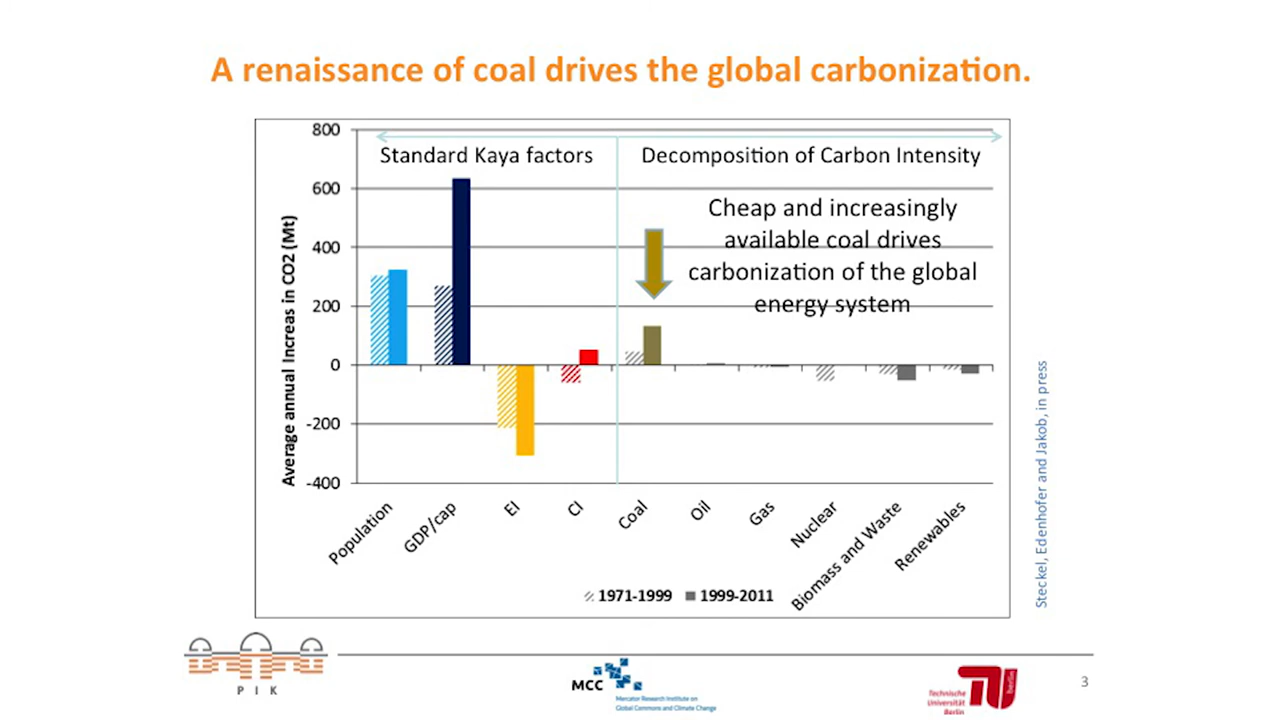 A renaissance of coal drives the global carbonization.
800
600
400
200
0
-200
-400
Average annual Increas in CO2 (Mt)
Standard Kaya factors
Decomposition of Carbon Intensity
Cheap and increasingly
available coal drives
carbonization of the global
energy system
Population
GDP/cap
EI
CI
Coal
Oil
Gas
Nuclear
Biomass and Waste
Renewables
1971-1999
1999-2011
Steckel, Edenhofer and Jakob, in press
PIK
MCC
Mercator Research Institute on
Global Commons and Climate Change
Technische
Universität
Berlin
berlin
3